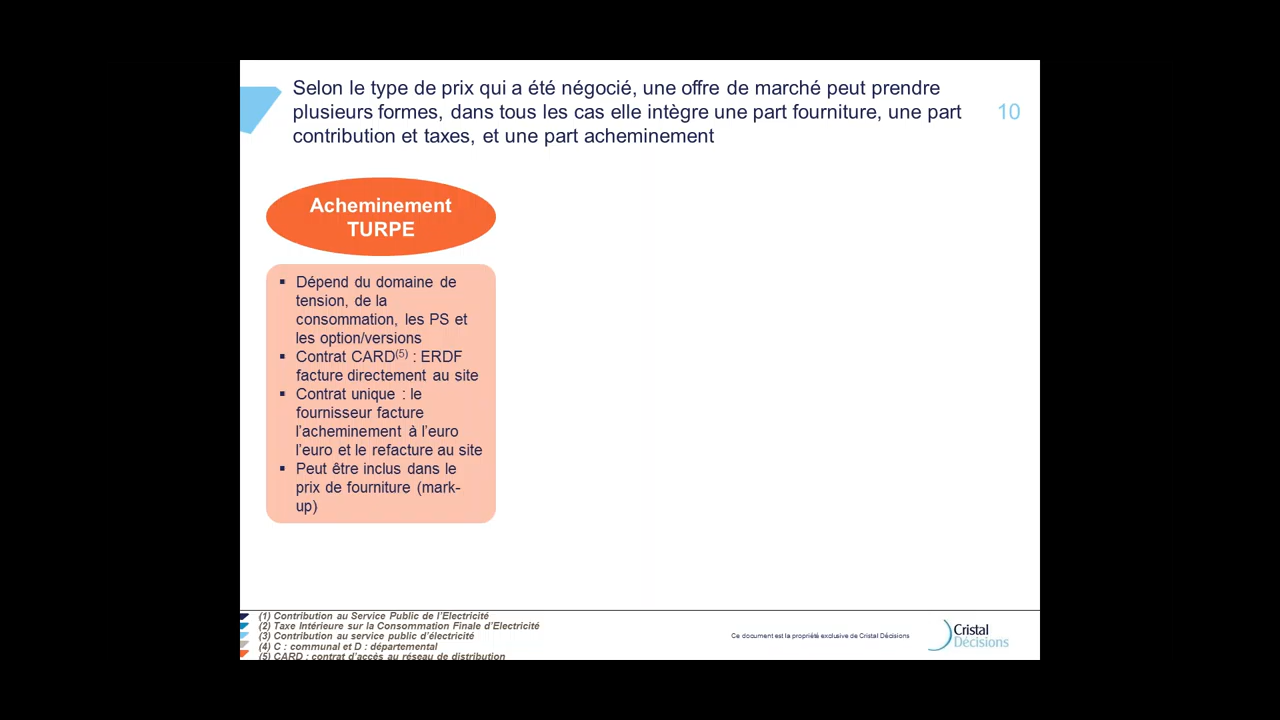 Selon le type de prix qui a été négocié, une offre de marché peut prendre
plusieurs formes, dans tous les cas elle intègre une part fourniture, une part
contribution et taxes, et une part acheminement
10
Acheminement
TURPE
▪ Dépend du domaine de
tension, de la
consommation, les PS et
les option/versions
▪ Contrat CARD(5) : ERDF
facture directement au site
▪ Contrat unique : le
fournisseur facture
l’acheminement à l’euro
l’euro et le refacture au site
▪ Peut être inclus dans le
prix de fourniture (mark-
up)
(1) Contribution au Service Public de l’Electricité
(2) Taxe Intérieure sur la Consommation Finale d’Electricité
(3) Contribution au service public d’électricité
(4) C : communal et D : départemental
(5) CARD : contrat d’accés au réseau de distribution
Ce document est la propriété exclusive de Cristal Décisions
Cristal
Décisions